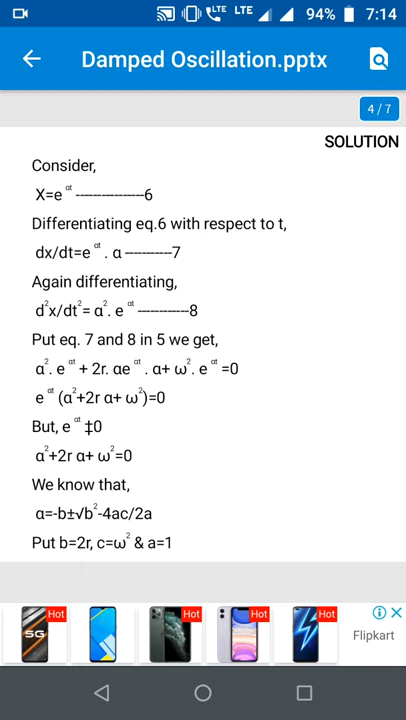 LTE LTE 94% 7:14
Damped Oscillation.pptx
4 / 7
SOLUTION
Consider,
X=e^αt ----------------6
Differentiating eq.6 with respect to t,
dx/dt=e^αt . α -----------7
Again differentiating,
d²x/dt²= α². e^αt ------------8
Put eq. 7 and 8 in 5 we get,
α². e^αt + 2r. αe^αt . α+ ω². e^αt =0
e^αt (α²+2r α+ ω²)=0
But, e^αt ‡0
α²+2r α+ ω²=0
We know that,
α=-b±√b²-4ac/2a
Put b=2r, c=ω² & a=1
Hot Hot Hot Hot Hot
5G
Flipkart